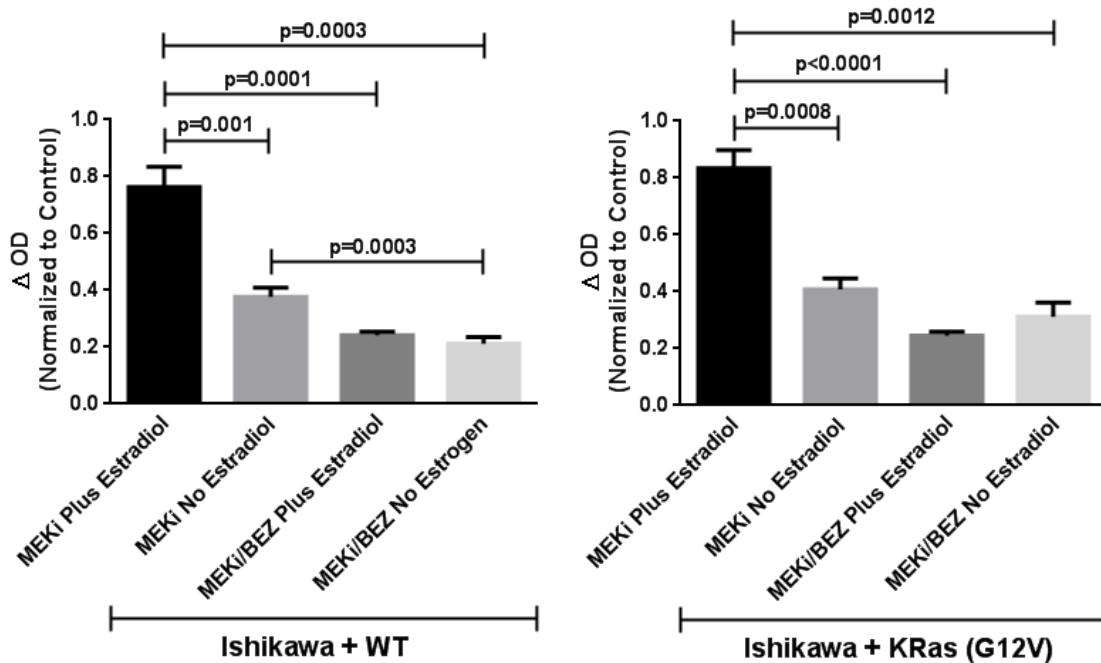 p=0.0003
p=0.0001
p=0.001
p=0.0003
1.0
0.8
0.6
0.4
0.2
0.0
Δ OD
(Normalized to Control)
MEKi Plus Estradiol
MEKi No Estradiol
MEKi/BEZ Plus Estradiol
MEKi/BEZ No Estrogen
Ishikawa + WT
p=0.0012
p<0.0001
p=0.0008
1.0
0.8
0.6
0.4
0.2
0.0
Δ OD
(Normalized to Control)
MEKi Plus Estradiol
MEKi No Estradiol
MEKi/BEZ Plus Estradiol
MEKi/BEZ No Estradiol
Ishikawa + KRas (G12V)